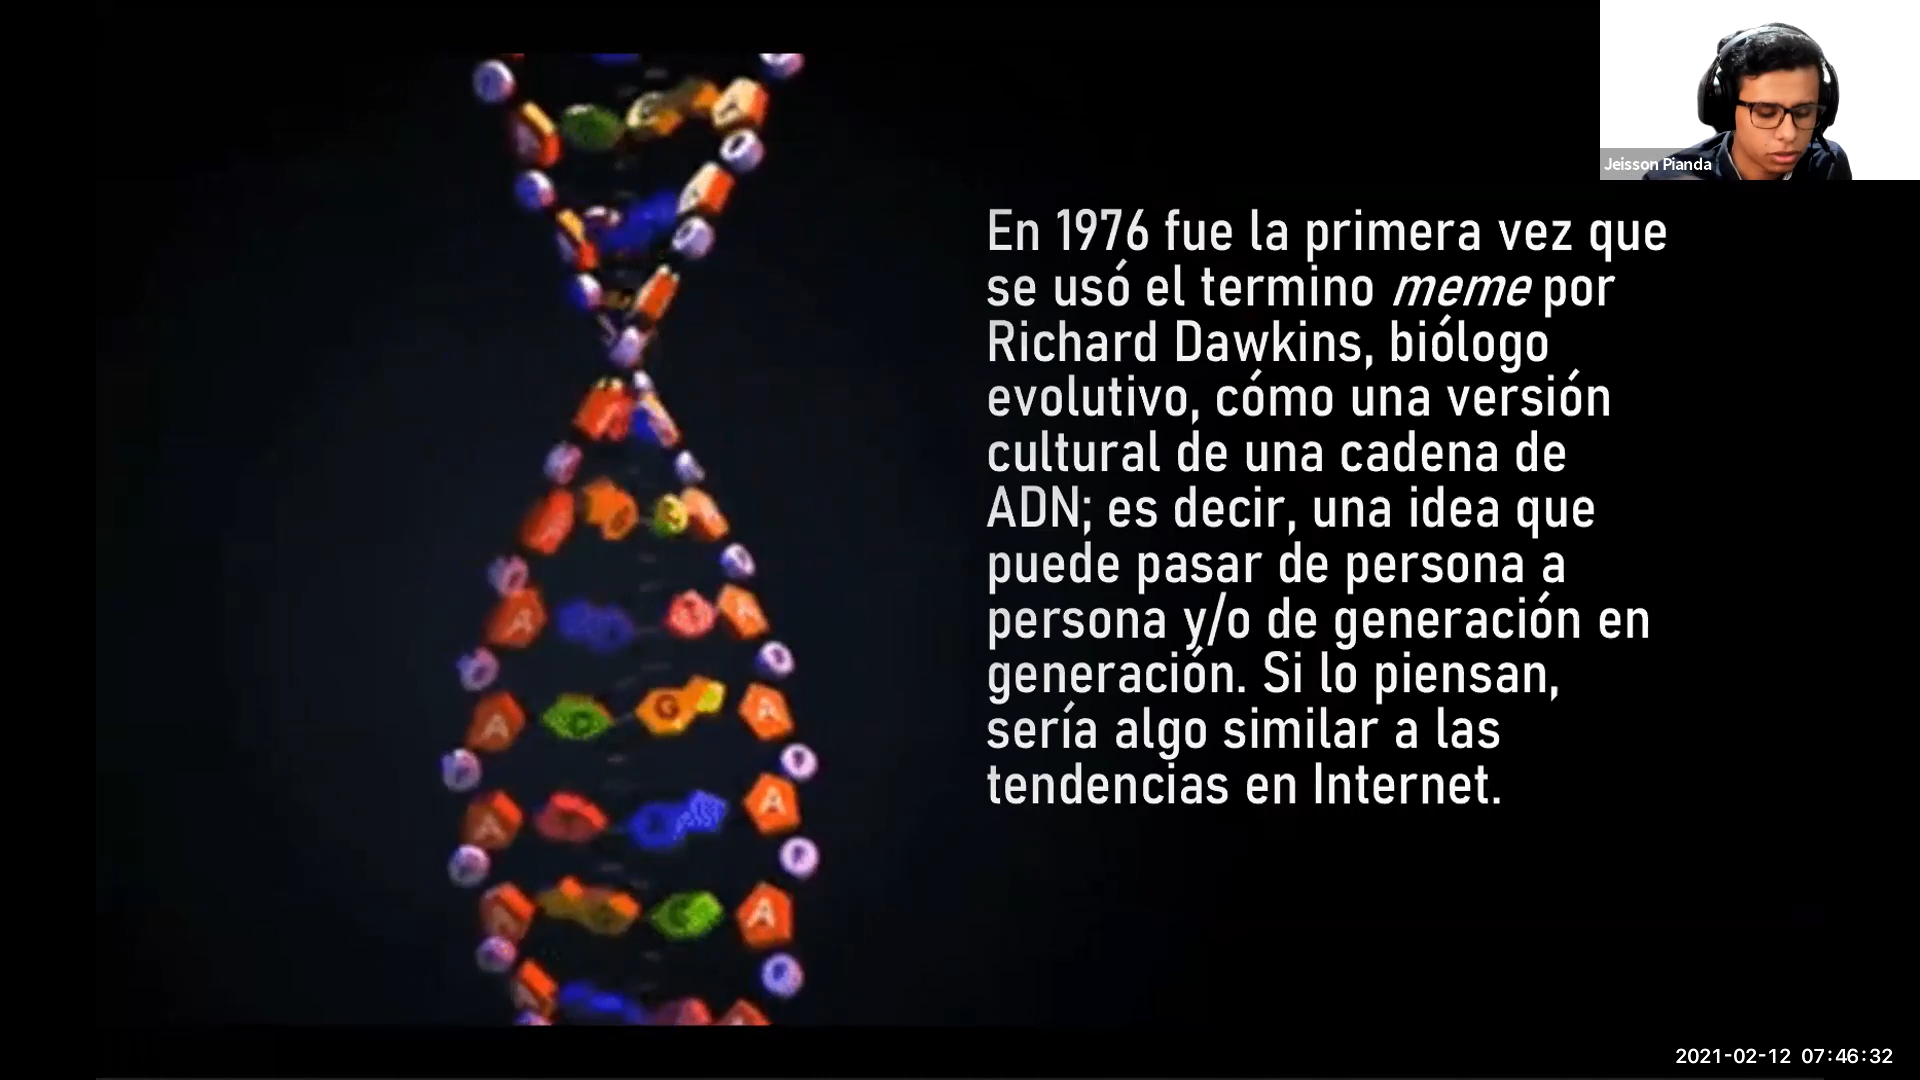 Jeisson Pianda
En 1976 fue la primera vez que
se usó el termino meme por
Richard Dawkins, biólogo
evolutivo, cómo una versión
cultural de una cadena de
ADN; es decir, una idea que
puede pasar de persona a
persona y/o de generación en
generación. Si lo piensan,
sería algo similar a las
tendencias en Internet.
A
G
A
A
A
2021-02-12 07:46:32